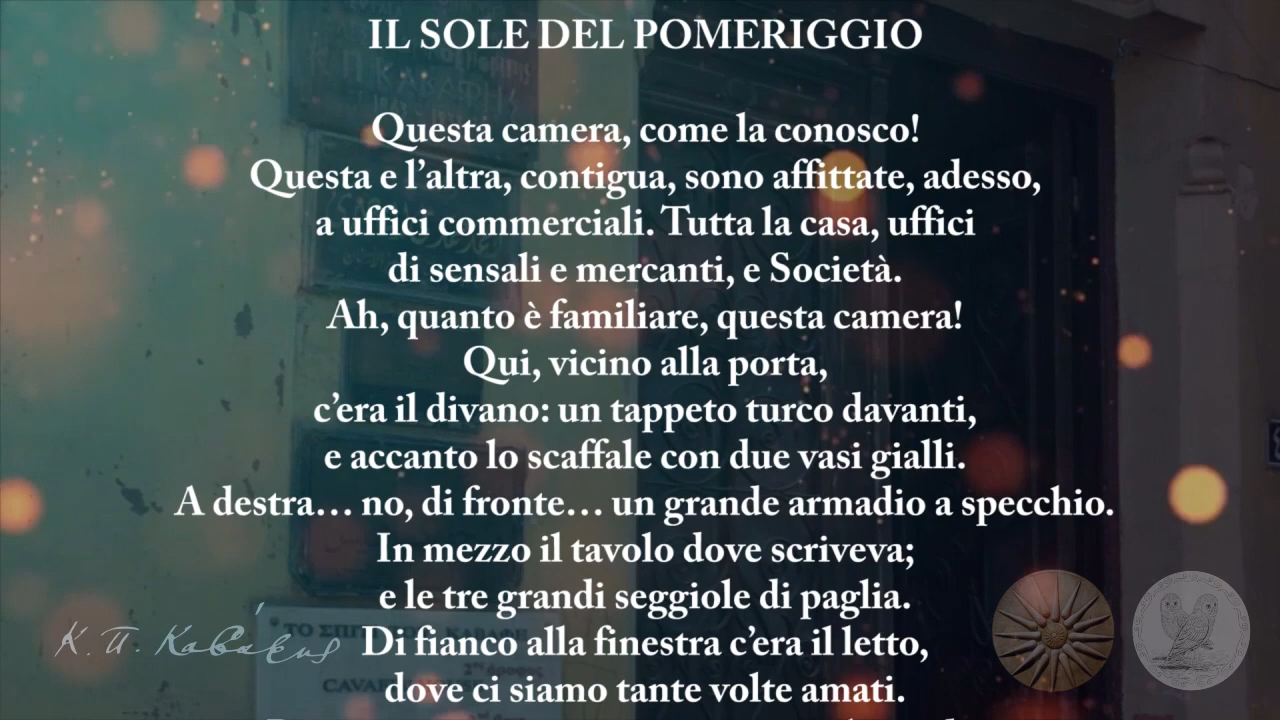 IL SOLE DEL POMERIGGIO
Questa camera, come la conosco!
Questa e l’altra, contigua, sono affittate, adesso,
a uffici commerciali. Tutta la casa, uffici
di sensali e mercanti, e Società.
Ah, quanto è familiare, questa camera!
Qui, vicino alla porta,
c’era il divano: un tappeto turco davanti,
e accanto lo scaffale con due vasi gialli.
A destra… no, di fronte… un grande armadio a specchio.
In mezzo il tavolo dove scriveva;
e le tre grandi seggiole di paglia.
Di fianco alla finestra c’era il letto,
dove ci siamo tante volte amati.
Κ. Π. Καβάφης